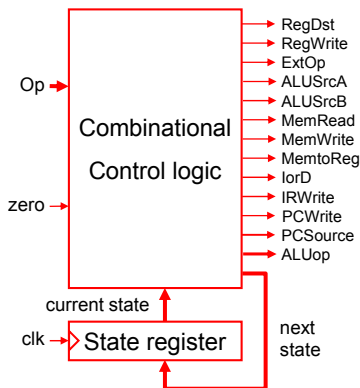 RegDst
RegWrite
ExtOp
Op
ALUSrcA
ALUSrcB
Combinational
Control logic
MemRead
MemWrite
MemtoReg
IorD
zero
IRWrite
PCWrite
PCSource
ALUop
current state
clk
State register
next
state